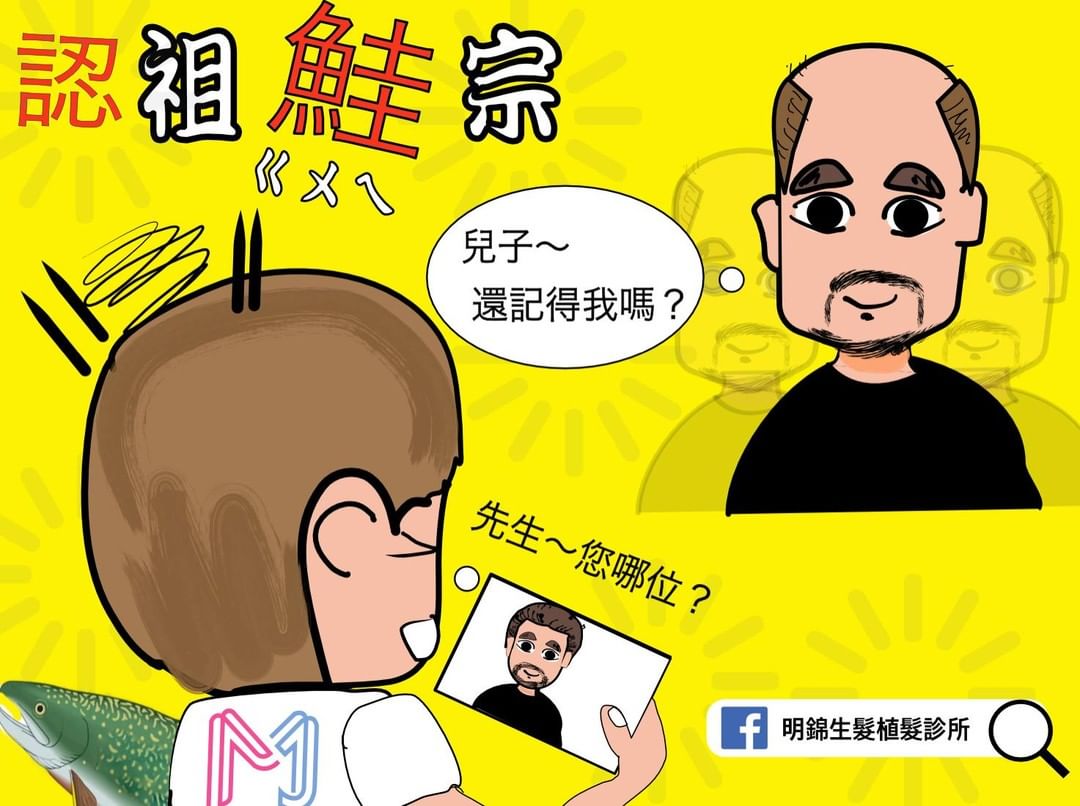 認祖鮭宗
ㄍㄨㄟ
兒子～
還記得我嗎？
先生～您哪位？
明錦生髮植髮診所